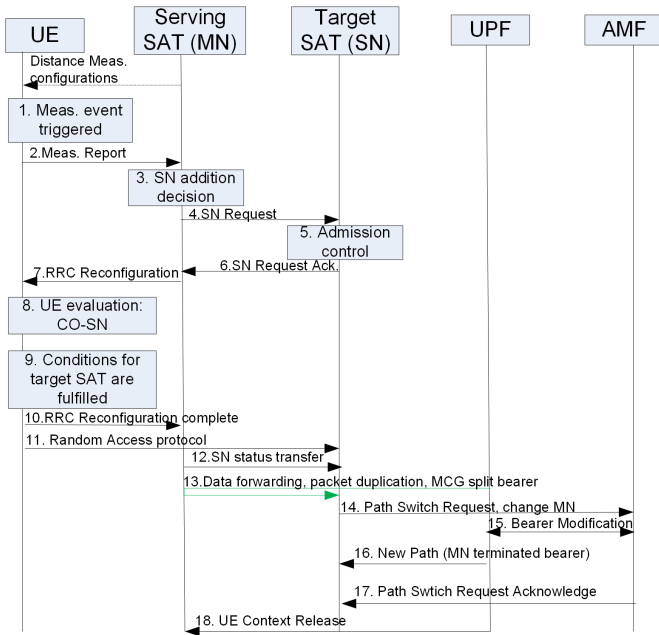 UE
Serving
SAT (MN)
Target
SAT (SN)
UPF
AMF
Distance Meas.
configurations
1. Meas. event
triggered
2.Meas. Report
3. SN addition
decision
4.SN Request
5. Admission
control
6.SN Request Ack.
7.RRC Reconfiguration
8. UE evaluation:
CO-SN
9. Conditions for
target SAT are
fulfilled
10.RRC Reconfiguration complete
11. Random Access protocol
12.SN status transfer
13.Data forwarding, packet duplication, MCG split bearer
14. Path Switch Request, change MN
15. Bearer Modification
16. New Path (MN terminated bearer)
17. Path Swtich Request Acknowledge
18. UE Context Release